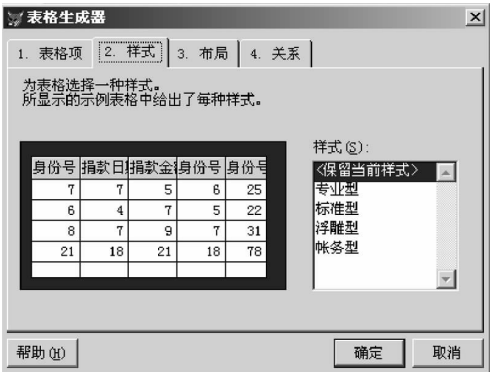 表格生成器
1. 表格项 2. 样式 3. 布局 4. 关系
为表格选择一种样式。
所显示的示例表格中给出了每种样式。
样式(S):
身份号 捐款日 捐款金 身份号 身份号
7 7 5 6 25
6 4 7 5 22
8 7 9 7 31
21 18 21 18 78
<保留当前样式>
专业型
标准型
浮雕型
帐务型
帮助(H) 确定 取消